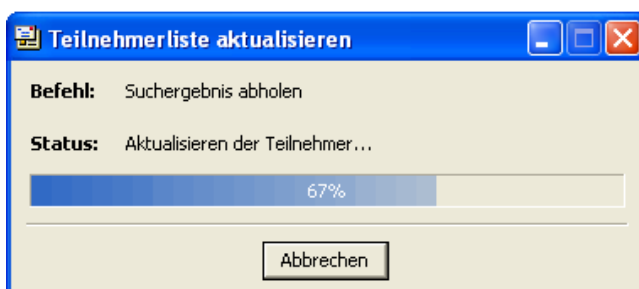 Teilnehmerliste aktualisieren
Befehl: Suchergebnis abholen
Status: Aktualisieren der Teilnehmer...
67%
Abbrechen